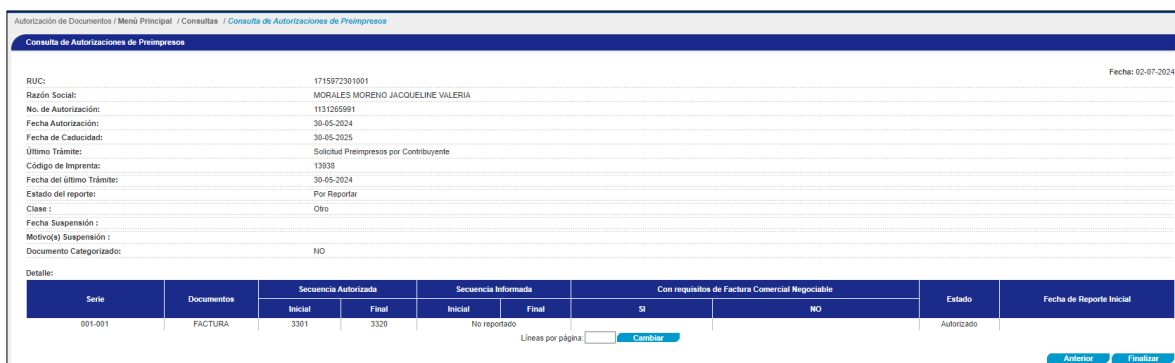 Autorización de Documentos / Menú Principal / Consultas / Consulta de Autorizaciones de Preimpresos
Consulta de Autorizaciones de Preimpresos
Fecha: 02-07-2024
RUC: 1715972301001
Razón Social: MORALES MORENO JACQUELINE VALERIA
No. de Autorización: 1131265991
Fecha Autorización: 30-05-2024
Fecha de Caducidad: 30-05-2025
Último Trámite: Solicitud Preimpresos por Contribuyente
Código de Imprenta: 13938
Fecha del último Trámite: 30-05-2024
Estado del reporte: Por Reportar
Clase : Otro
Fecha Suspensión :
Motivo(s) Suspensión :
Documento Categorizado: NO
Detalle:
Serie Documentos Secuencia Autorizada Secuencia Informada Con requisitos de Factura Comercial Negociable Estado Fecha de Reporte Inicial
Inicial Final Inicial Final SI NO
001-001 FACTURA 3301 3320 No reportado Autorizado
Líneas por página: Cambiar
Anterior Finalizar